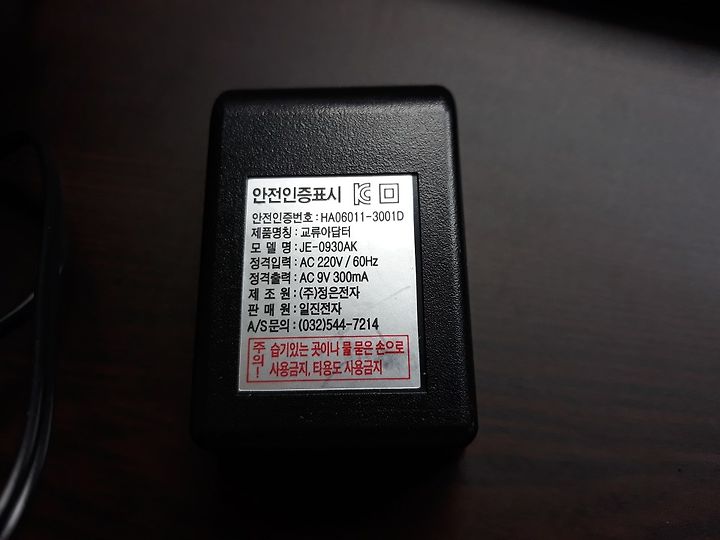 안전인증표시
안전인증번호 : HA06011-3001D
제품명칭 : 교류아답터
모 델 명 : JE-0930AK
정격입력 : AC 220V / 60Hz
정격출력 : AC 9V 300mA
제 조 원 : (주)정은전자
판 매 원 : 일진전자
A/S문의 : (032)544-7214
주의! 습기있는 곳이나 물 묻은 손으로
사용금지, 타용도 사용금지